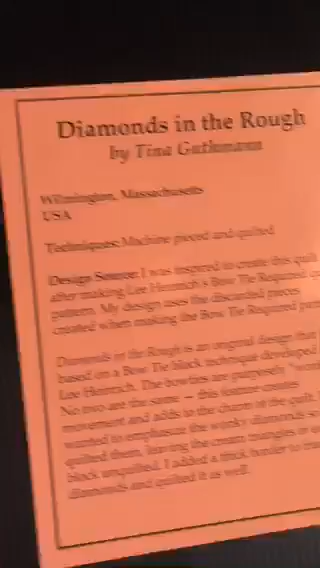 Diamonds in the Rough
by Tina Guthmann
Wilmington, Massachusetts
USA
Techniques: Machine pieced and quilted
Design Source: I was inspired to create this quilt
after making Lee Heinrich's Bow Tie Required
pattern. My design uses the discarded pieces
created when making the Bow Tie Required
Diamonds in the Rough is an original design that
based on a Bow Tie block technique developed
Lee Heinrich. The bowties are purposely
No two are the same — this feature creates
movement and adds to the charm of the quilt.
wanted to emphasize the wonky diamonds so
quilted them, leaving the cream triangles
block unquilted. I added a thick border to
diamonds and quilted it as well.